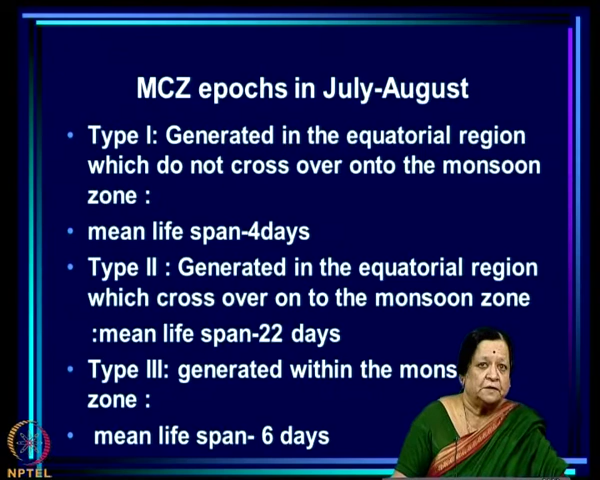 MCZ epochs in July-August
• Type I: Generated in the equatorial region
which do not cross over onto the monsoon
zone :
• mean life span-4days
• Type II : Generated in the equatorial region
which cross over on to the monsoon zone
:mean life span-22 days
• Type III: generated within the mons
zone :
• mean life span- 6 days
NPTEL